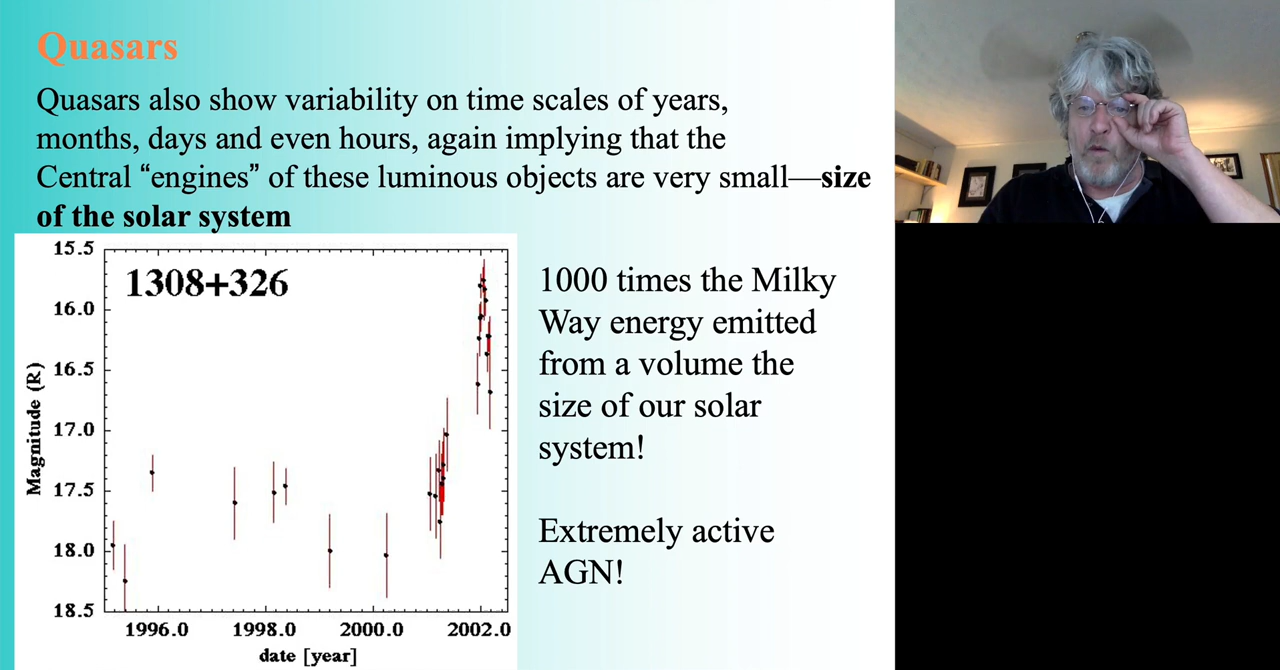 Quasars
Quasars also show variability on time scales of years,
months, days and even hours, again implying that the
Central “engines” of these luminous objects are very small—size
of the solar system
1308+326
15.5
16.0
16.5
17.0
17.5
18.0
18.5
Magnitude (R)
1996.0 1998.0 2000.0 2002.0
date [year]
1000 times the Milky
Way energy emitted
from a volume the
size of our solar
system!
Extremely active
AGN!